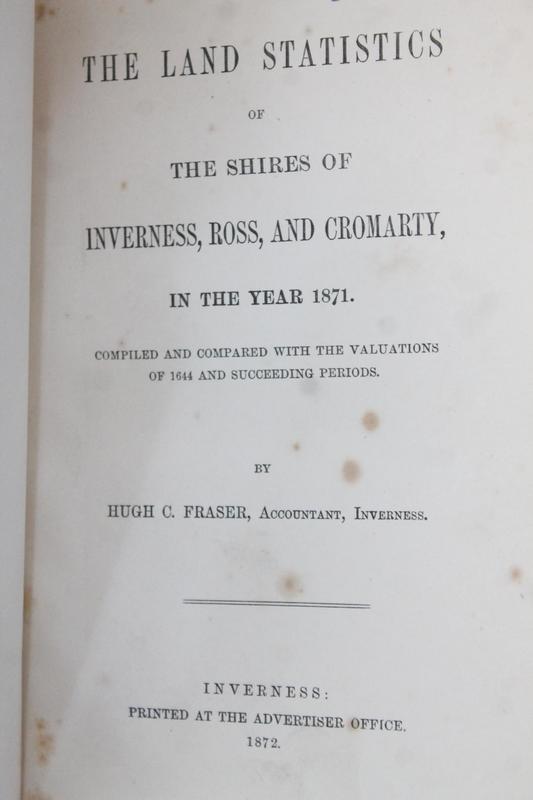 THE LAND STATISTICS
OF
THE SHIRES OF
INVERNESS, ROSS, AND CROMARTY,
IN THE YEAR 1871.
COMPILED AND COMPARED WITH THE VALUATIONS
OF 1644 AND SUCCEEDING PERIODS.
BY
HUGH C. FRASER, ACCOUNTANT, INVERNESS.
INVERNESS:
PRINTED AT THE ADVERTISER OFFICE.
1872.